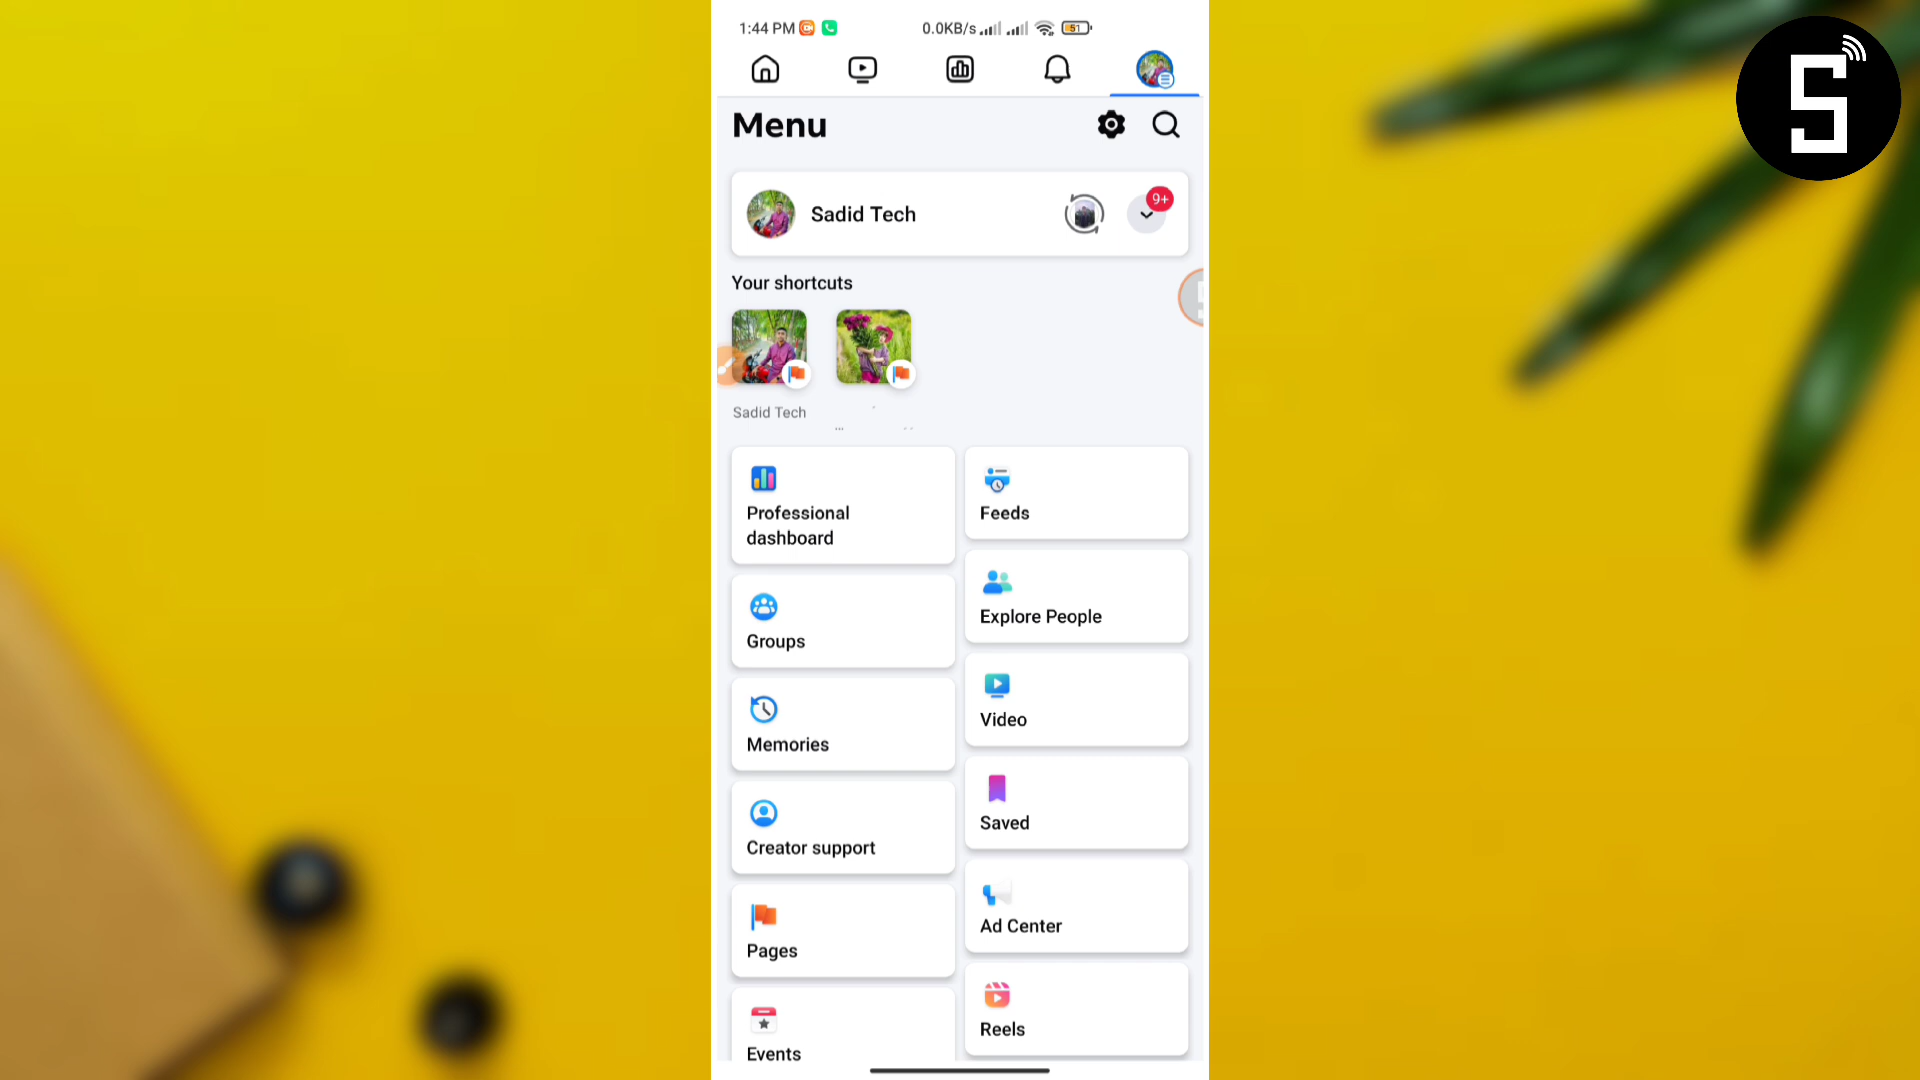 1:44 PM 0.0KB/s 51
Menu
Sadid Tech
9+
Your shortcuts
Sadid Tech
Professional
dashboard
Feeds
Groups
Explore People
Memories
Video
Creator support
Saved
Pages
Ad Center
Events
Reels
S